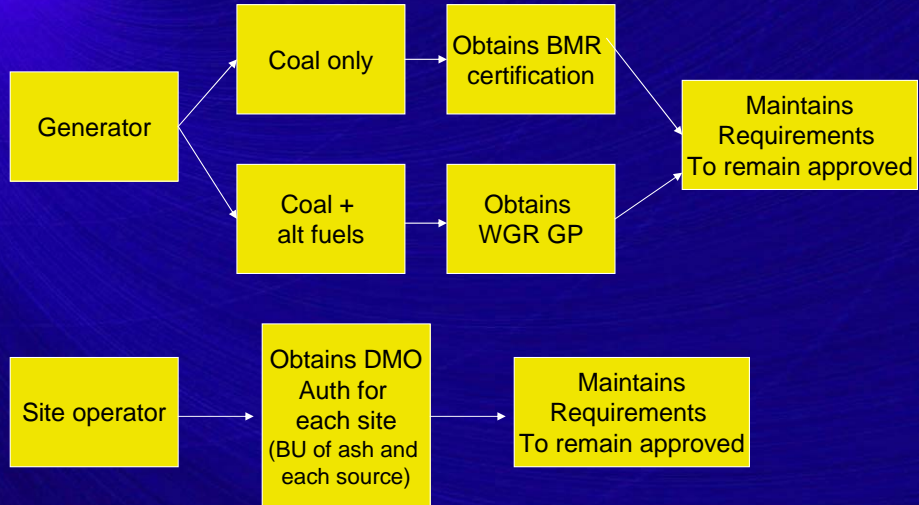 Generator
Coal only
Obtains BMR
certification
Coal +
alt fuels
Obtains
WGR GP
Maintains
Requirements
To remain approved
Site operator
Obtains DMO
Auth for
each site
(BU of ash and
each source)
Maintains
Requirements
To remain approved